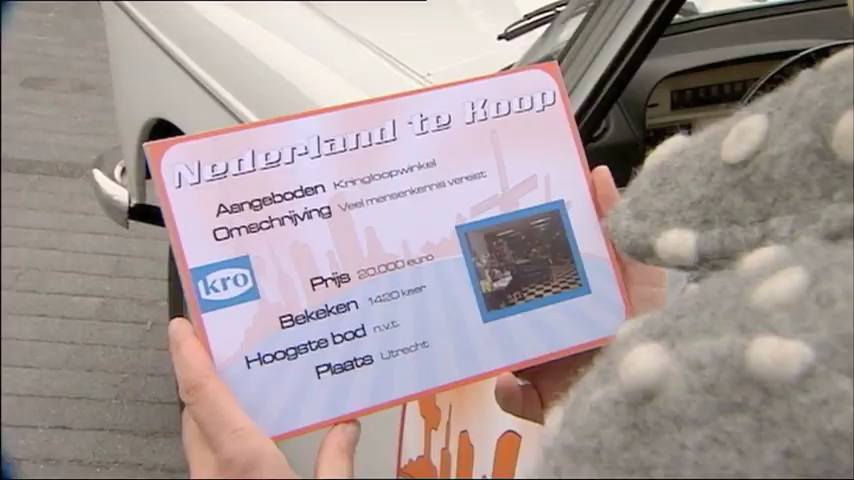 Nederland te Koop
Aangeboden Kringloopwinkel
Omschrijving Veel mensenkennis vereist
kro
Prijs 20.000 euro
Bekeken 1420 keer
Hoogste bod n.v.t.
Plaats Utrecht